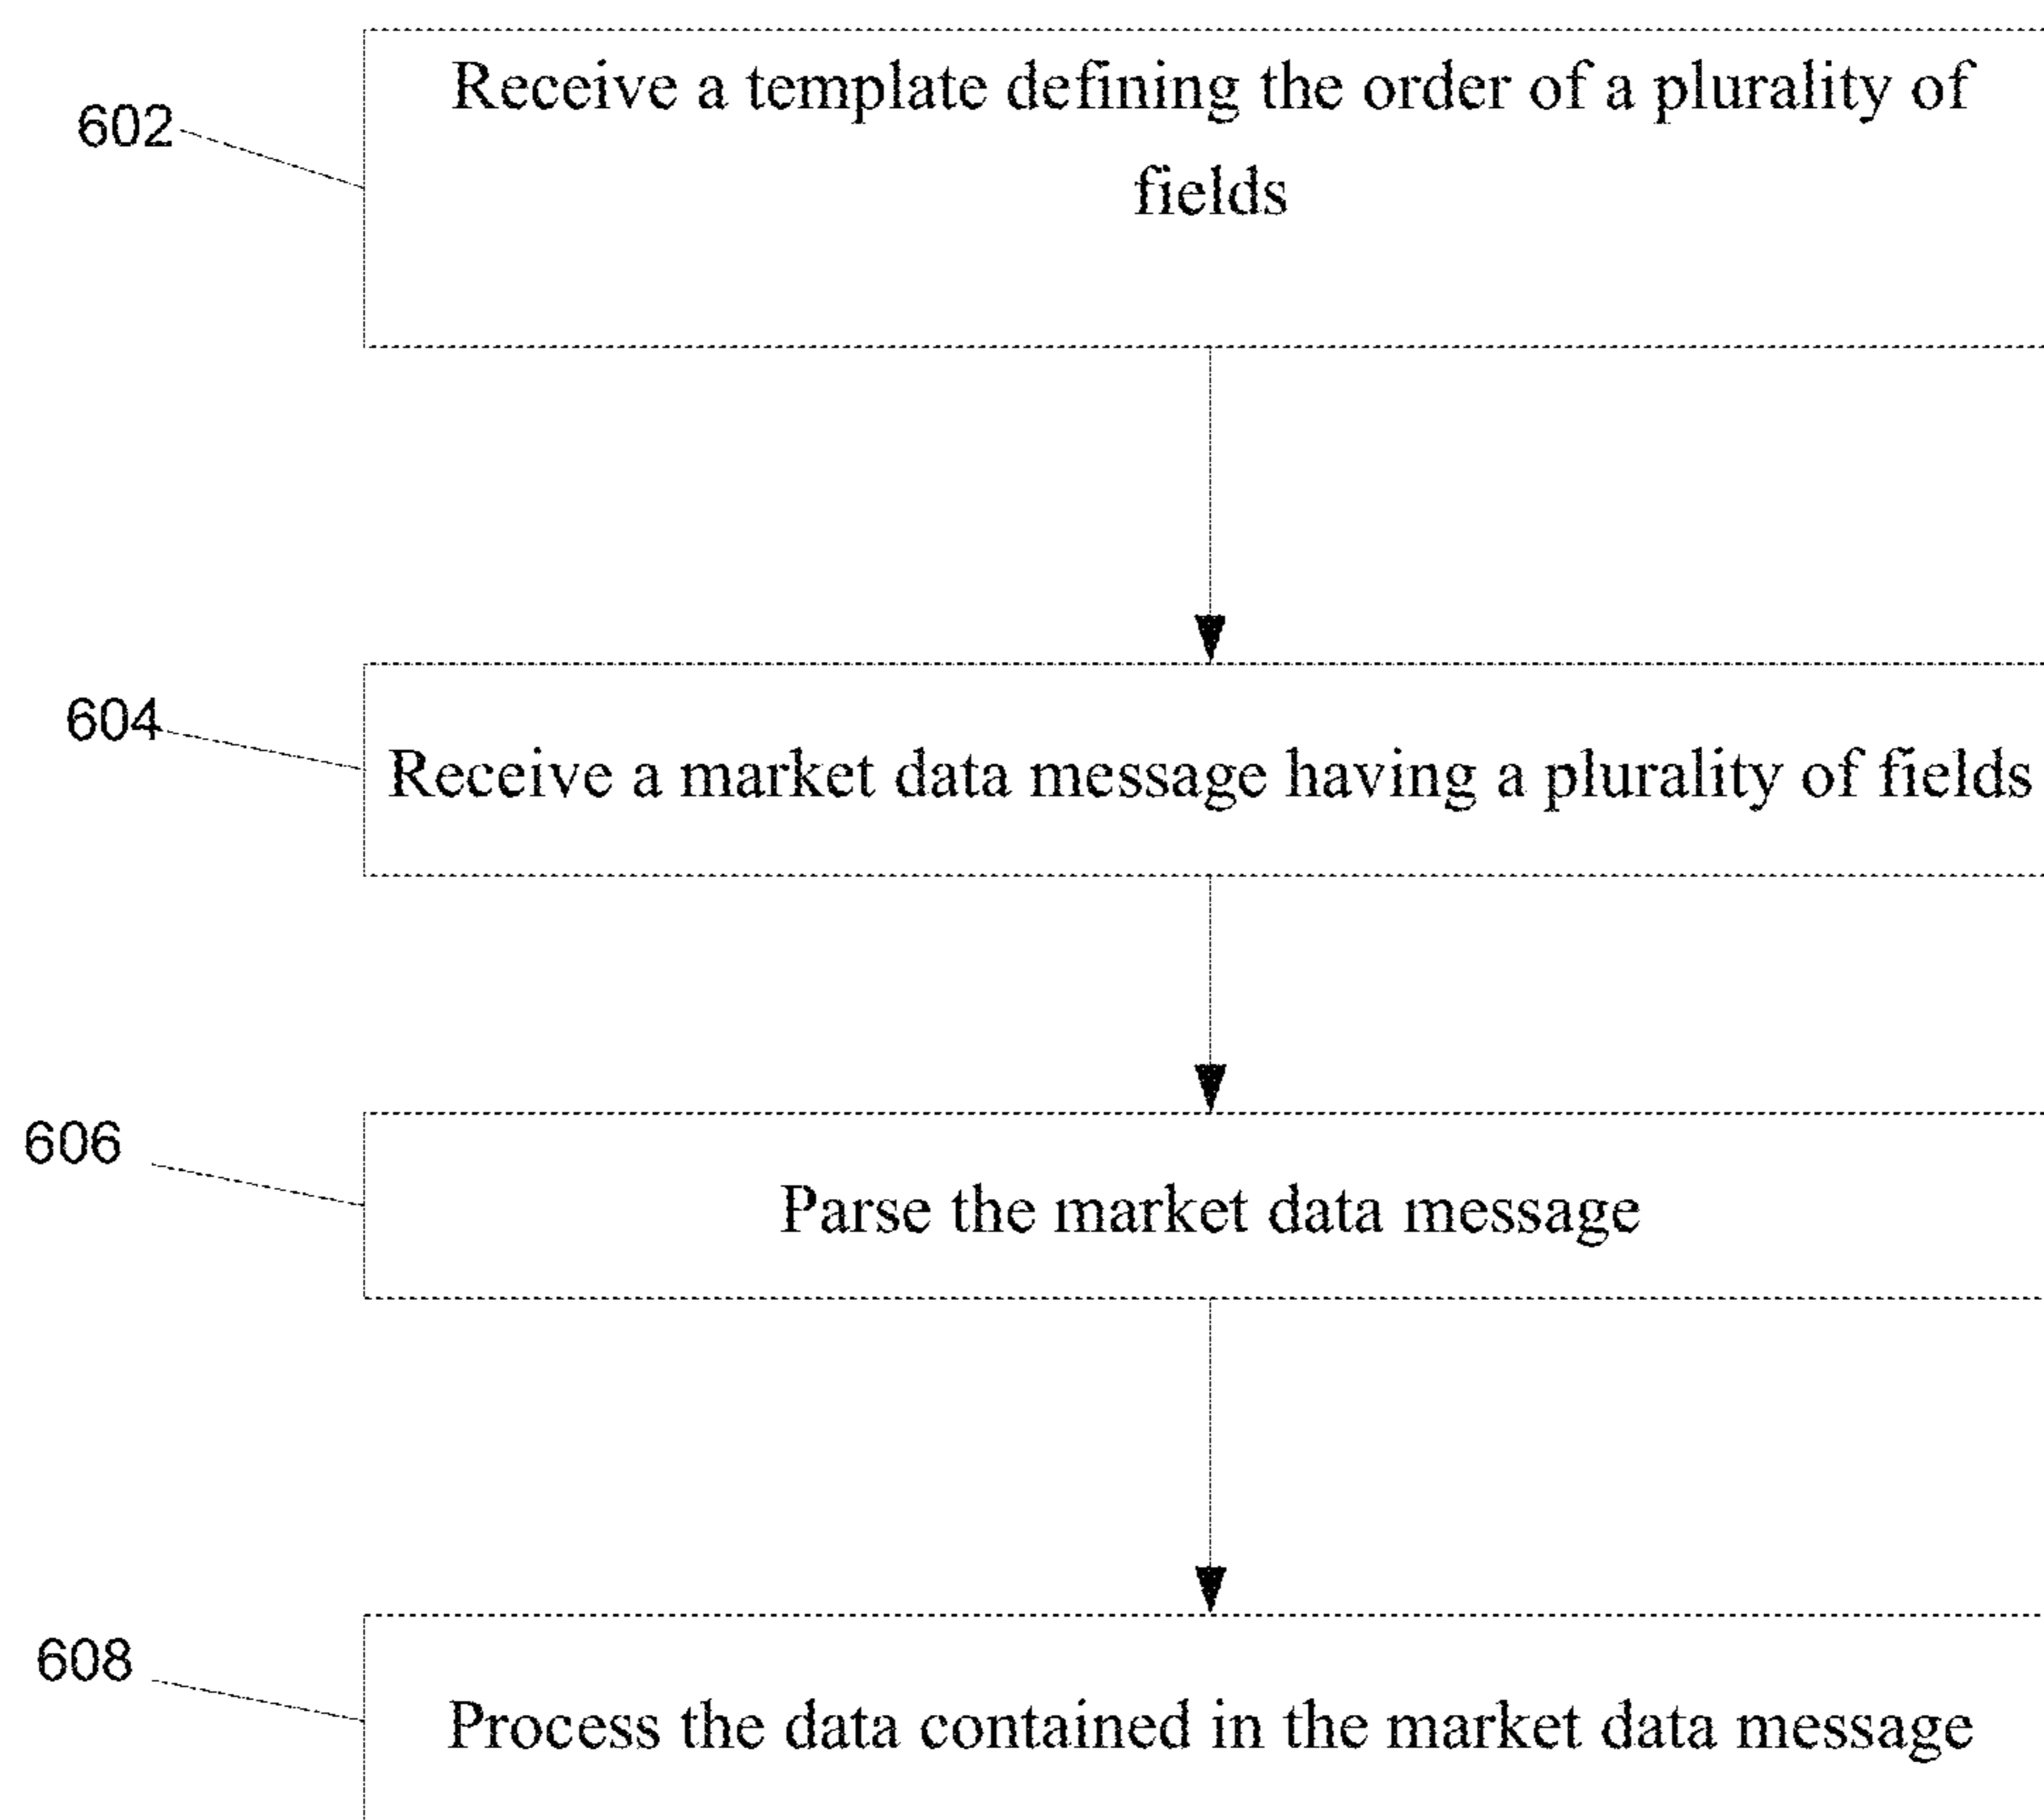 Receive a template defining the order of a plurality of
fields
602
604
Receive a market data message having a plurality of fields
606
Parse the market data message
608
Process the data contained in the market data message